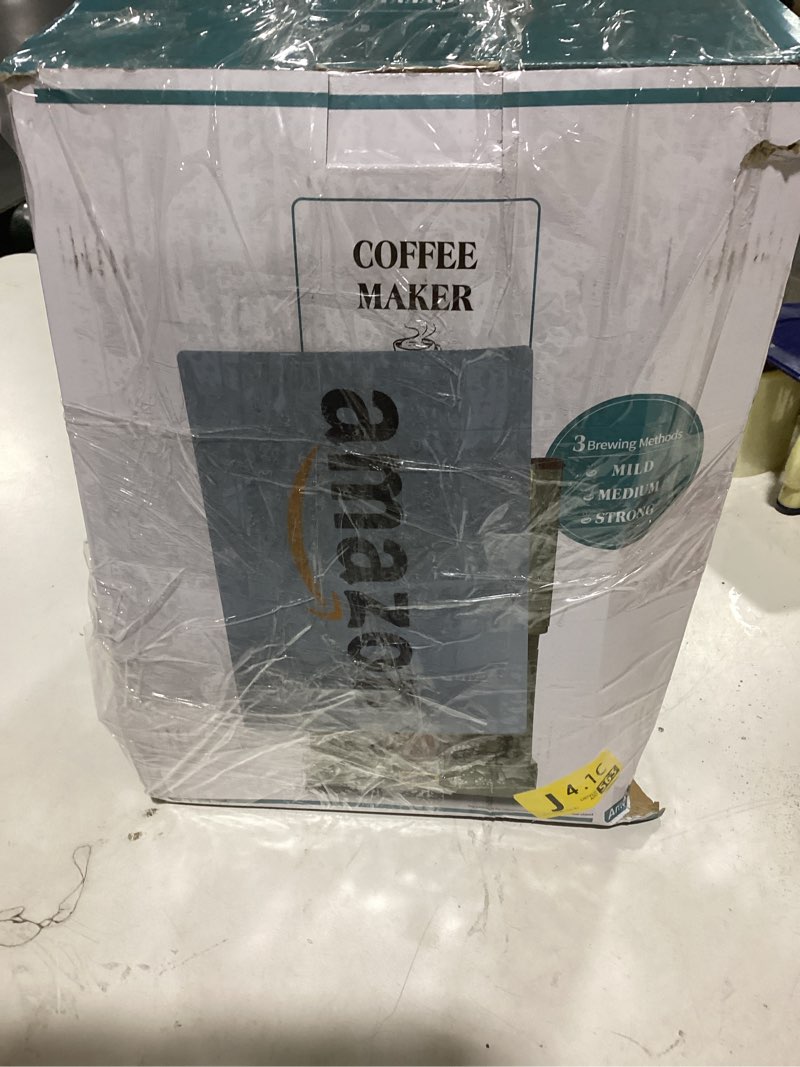 COFFEE
MAKER
amazon
3 Brewing Methods
MILD
MEDIUM
STRONG
J 4.1C